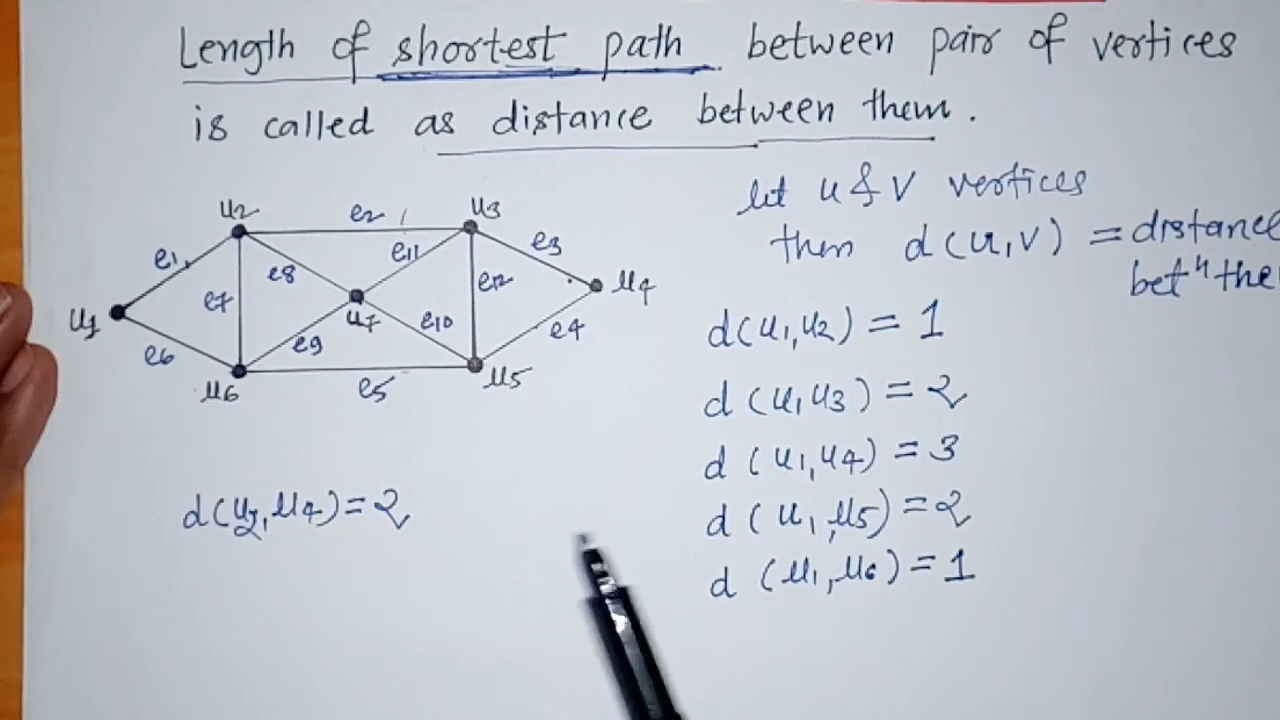 Length of shortest path between pair of vertices
is called as distance between them.
let u & v vertices
then d(u,v) = distance
betⁿ the
u2
e2
u3
e1
e8
e11
e3
e7
e12
u4
u1
u7
e10
e6
e9
e4
u6
e5
u5
d(u1,u2) = 1
d(u1,u3) = 2
d(u1,u4) = 3
d(u1,u5) = 2
d(u1,u6) = 1
d(u2,u4) = 2